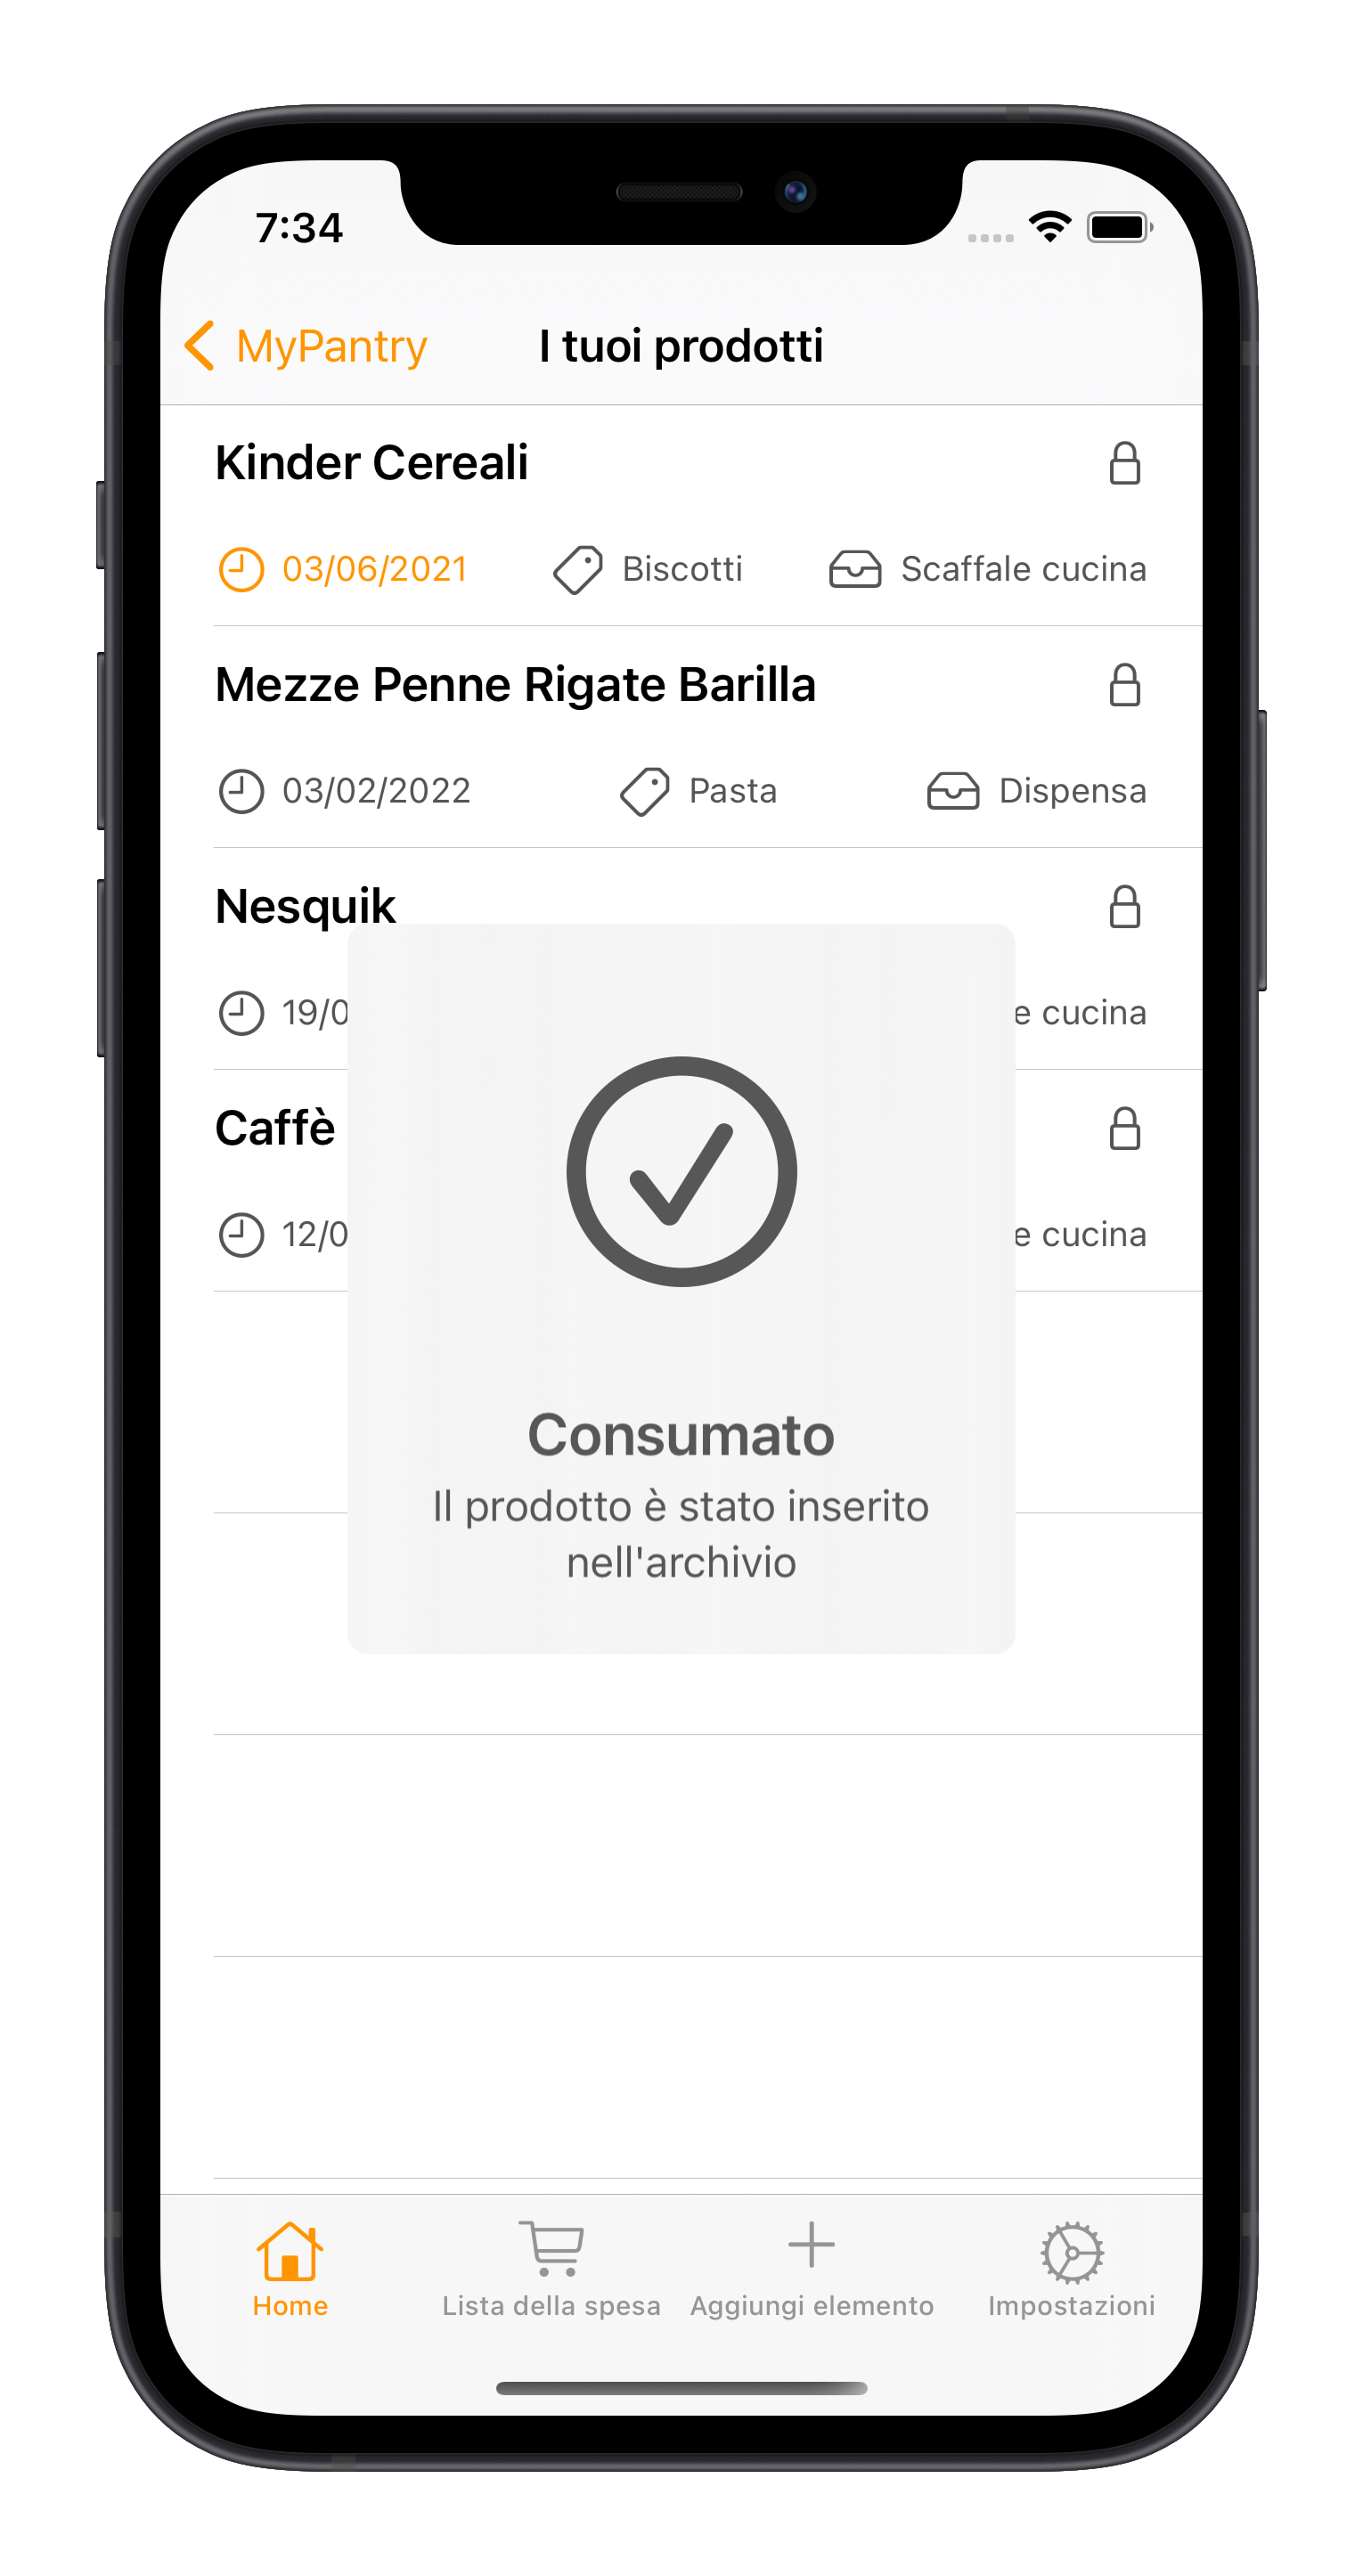 7:34
MyPantry
I tuoi prodotti
Kinder Cereali
03/06/2021
Biscotti
Scaffale cucina
Mezze Penne Rigate Barilla
03/02/2022
Pasta
Dispensa
Nesquik
19/0
e cucina
Caffè
12/0
e cucina
Consumato
Il prodotto è stato inserito
nell'archivio
Home
Lista della spesa
Aggiungi elemento
Impostazioni